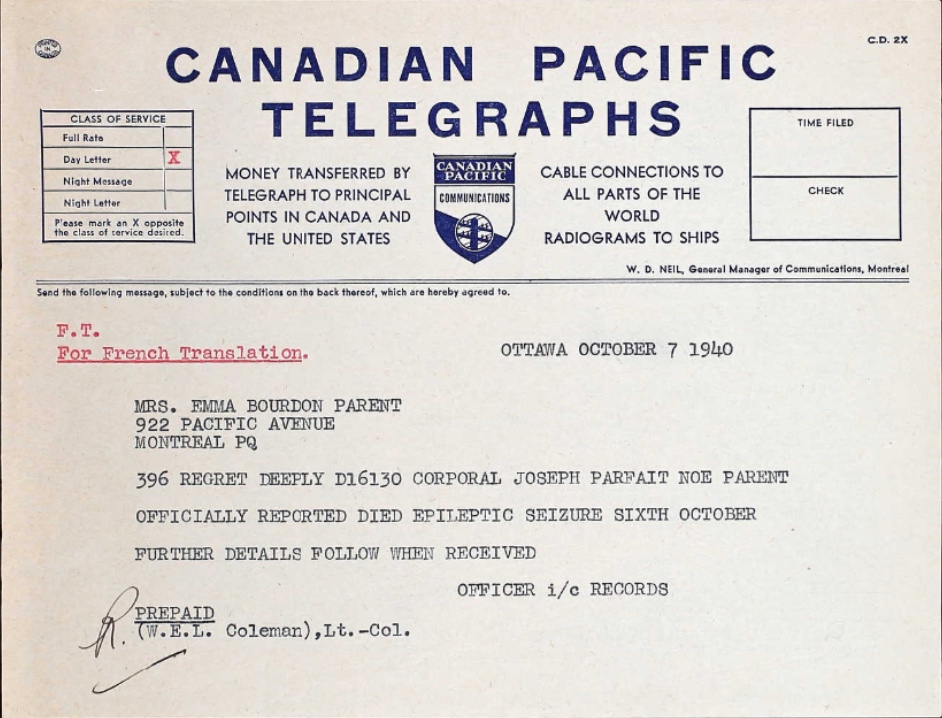 PRINTED IN CANADA
C.D. 2X
CANADIAN PACIFIC
TELEGRAPHS
CLASS OF SERVICE
Full Rate
Day Letter X
Night Message
Night Letter
Please mark an X opposite
the class of service desired.
MONEY TRANSFERRED BY
TELEGRAPH TO PRINCIPAL
POINTS IN CANADA AND
THE UNITED STATES
CANADIAN
PACIFIC
COMMUNICATIONS
CABLE CONNECTIONS TO
ALL PARTS OF THE
WORLD
RADIOGRAMS TO SHIPS
TIME FILED
CHECK
W. D. NEIL, General Manager of Communications, Montreal
Send the following message, subject to the conditions on the back thereof, which are hereby agreed to.
F.T.
For French Translation.
OTTAWA OCTOBER 7 1940
MRS. EMMA BOURDON PARENT
922 PACIFIC AVENUE
MONTREAL PQ
396 REGRET DEEPLY D16130 CORPORAL JOSEPH PARFAIT NOE PARENT
OFFICIALLY REPORTED DIED EPILEPTIC SEIZURE SIXTH OCTOBER
FURTHER DETAILS FOLLOW WHEN RECEIVED
OFFICER i/c RECORDS
PREPAID
R. (W.E.L. Coleman),Lt.-Col.